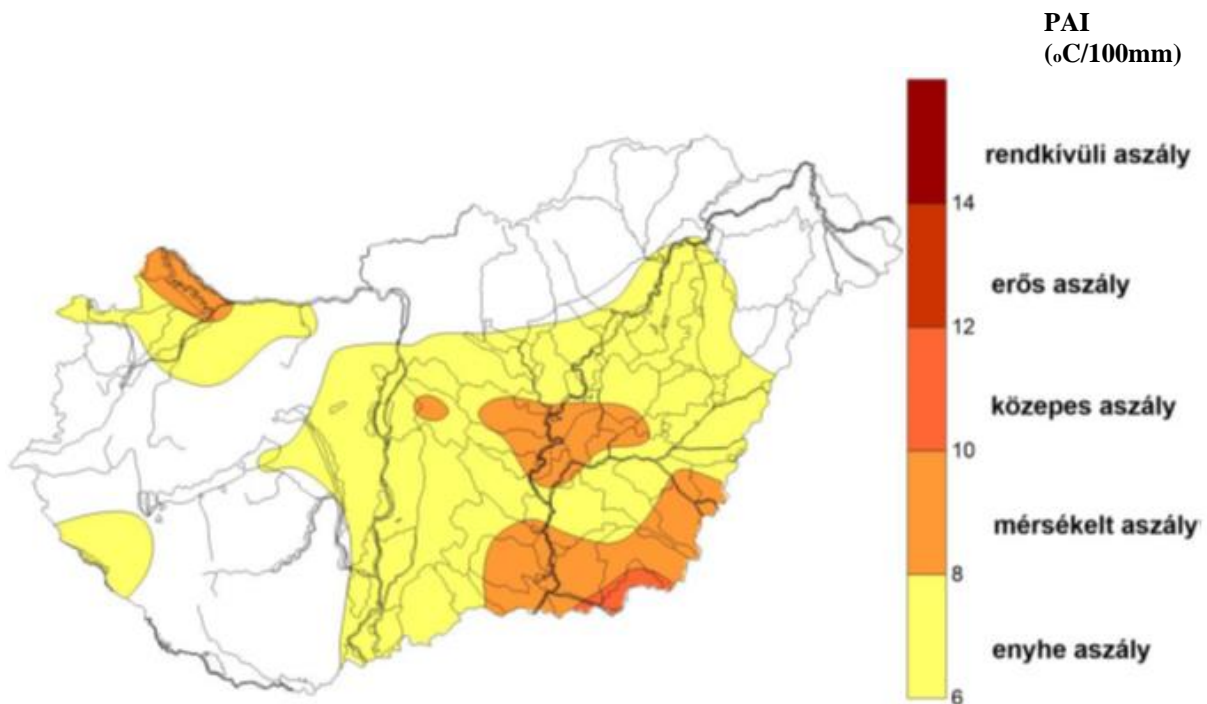 PAI
(oC/100mm)
rendkívüli aszály
14
erős aszály
12
közepes aszály
10
mérsékelt aszály
8
enyhe aszály
6